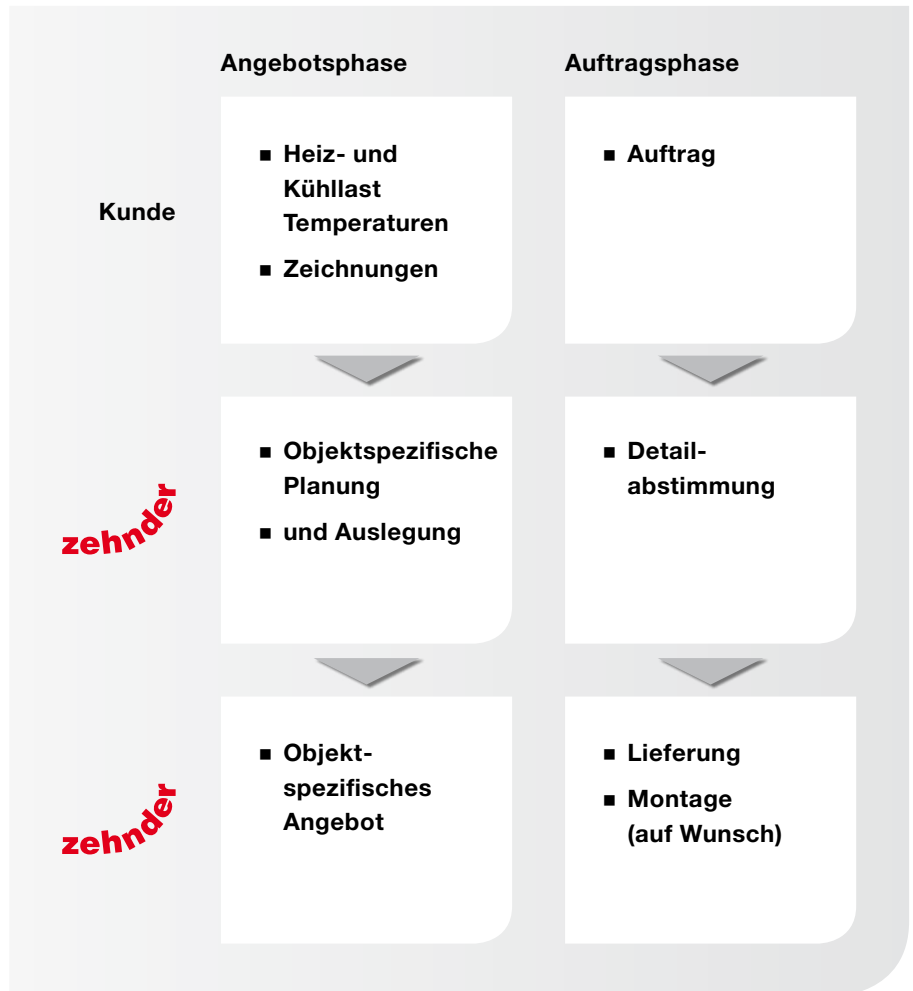 Angebotsphase
Auftragsphase
Kunde
■ Heiz- und
Kühllast
Temperaturen
■ Zeichnungen
■ Auftrag
zehnder
■ Objektspezifische
Planung
■ und Auslegung
■ Detail-
abstimmung
zehnder
■ Objekt-
spezifisches
Angebot
■ Lieferung
■ Montage
(auf Wunsch)